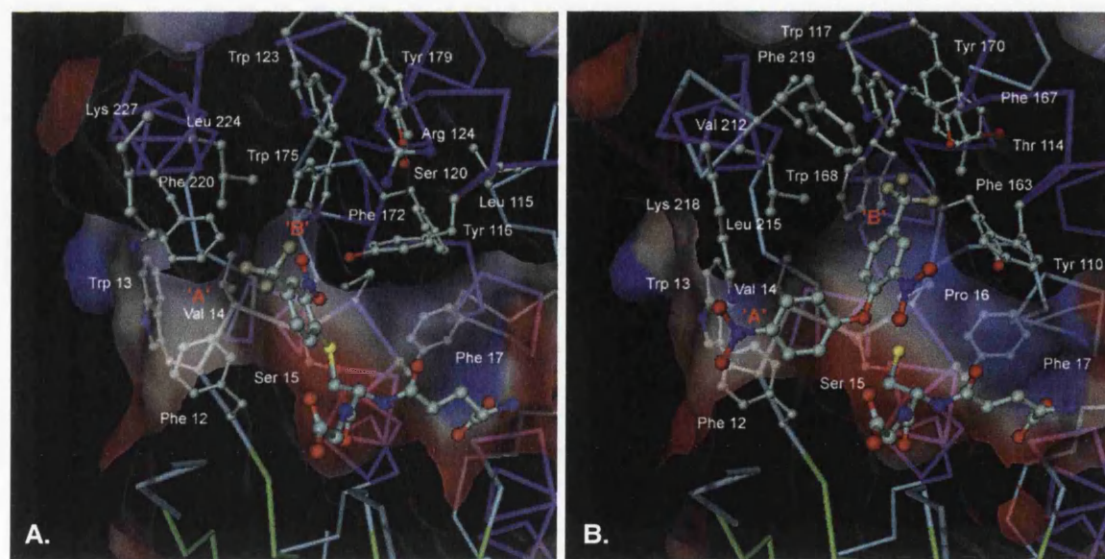 Trp 123
Tyr 179
Lys 227
Leu 224
Arg 124
Trp 175
Ser 120
Phe 220
Phe 172
Leu 115
'B'
Tyr 116
Trp 13
'A'
Val 14
Ser 15
Phe 17
Phe 12
A.
Trp 117
Phe 219
Tyr 170
Phe 167
Val 212
Thr 114
Trp 168
Phe 163
Lys 218
'B'
Leu 215
Tyr 110
Trp 13
Val 14
Pro 16
'A'
Ser 15
Phe 17
Phe 12
B.